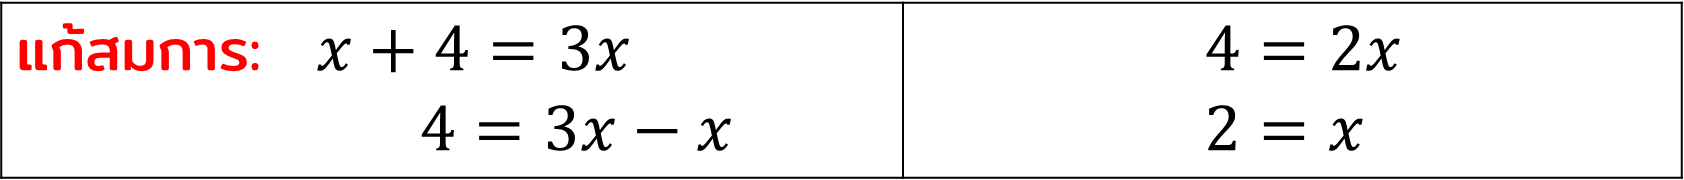 แก้สมการ: x + 4 = 3x
4 = 3x − x
4 = 2x
2 = x